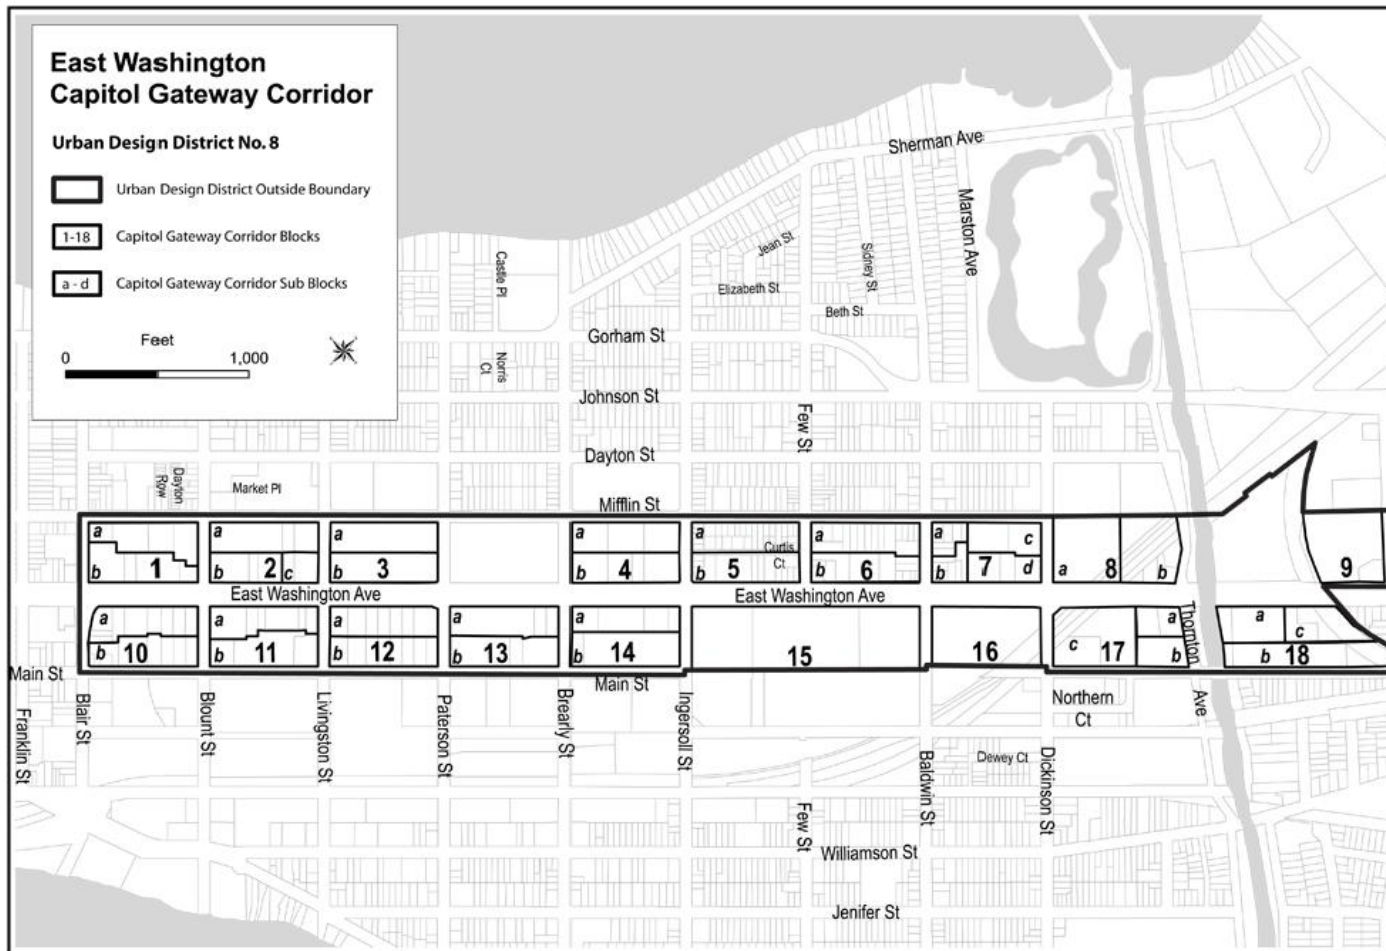 East Washington
Capitol Gateway Corridor
Urban Design District No. 8
Urban Design District Outside Boundary
1-18 Capitol Gateway Corridor Blocks
a - d Capitol Gateway Corridor Sub Blocks
Feet
0 1,000
Sherman Ave
Marston Ave
Jean St
Sidney St
Castle Pl
Elizabeth St
Beth St
Gorham St
Norris
Ct
Johnson St
Few St
Dayton St
Dayton
Row
Market Pl
Mifflin St
a a a a a a a c
Curtis
Ct
b 1 b 2 c b 3 b 4 b 5 b 6 b 7 d a 8 b 9
East Washington Ave East Washington Ave
a a a a a a a
c c
b 10 b 11 b 12 b 13 b 14 15 16 17 b b 18
Thornton
Ave
Main St Main St
Northern
Ct
Franklin St
Blair St
Blount St
Livingston St
Paterson St
Brearly St
Ingersoll St
Baldwin St
Dickinson St
Dewey Ct
Few St
Williamson St
Jenifer St